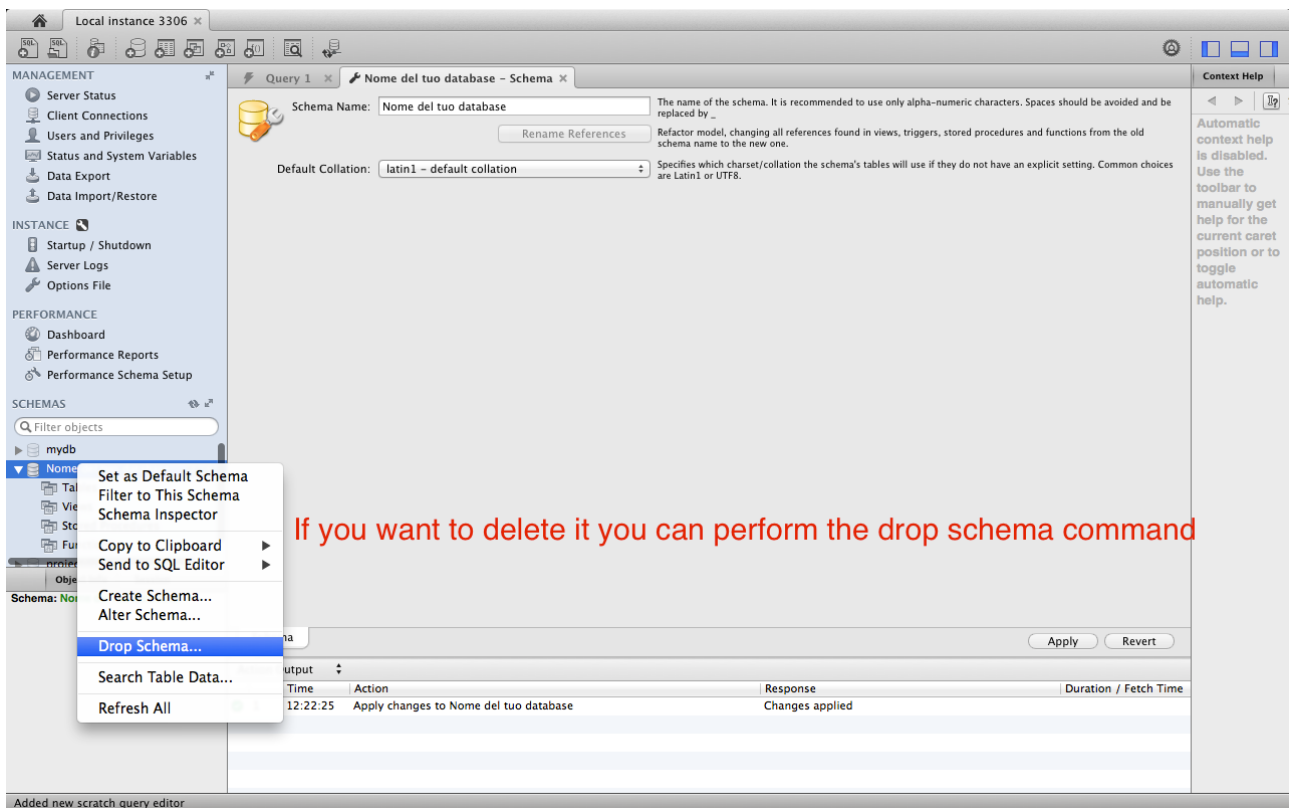 Local instance 3306 ×
SQL SQL
MANAGEMENT
Server Status
Client Connections
Users and Privileges
Status and System Variables
Data Export
Data Import/Restore
INSTANCE
Startup / Shutdown
Server Logs
Options File
PERFORMANCE
Dashboard
Performance Reports
Performance Schema Setup
SCHEMAS
Filter objects
mydb
Nome
Set as Default Schema
Filter to This Schema
Schema Inspector
Copy to Clipboard
Send to SQL Editor
Create Schema...
Alter Schema...
Drop Schema...
Search Table Data...
Refresh All
Schema:
Query 1 ×
Nome del tuo database - Schema ×
Schema Name: Nome del tuo database
The name of the schema. It is recommended to use only alpha-numeric characters. Spaces should be avoided and be
replaced by _
Rename References
Refactor model, changing all references found in views, triggers, stored procedures and functions from the old
schema name to the new one.
Default Collation: latin1 - default collation
Specifies which charset/collation the schema's tables will use if they do not have an explicit setting. Common choices
are Latin1 or UTF8.
If you want to delete it you can perform the drop schema command
Apply Revert
Time Action Response Duration / Fetch Time
12:22:25 Apply changes to Nome del tuo database Changes applied
Context Help
Automatic
context help
is disabled.
Use the
toolbar to
manually get
help for the
current caret
position or to
toggle
automatic
help.
Added new scratch query editor